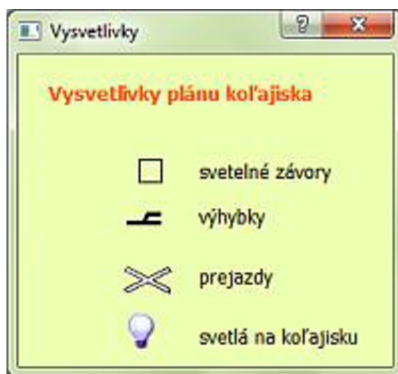 Vysvetlivky
Vysvetlivky plánu koľajiska
svetelné závory
výhybky
prejazdy
svetlá na koľajisku